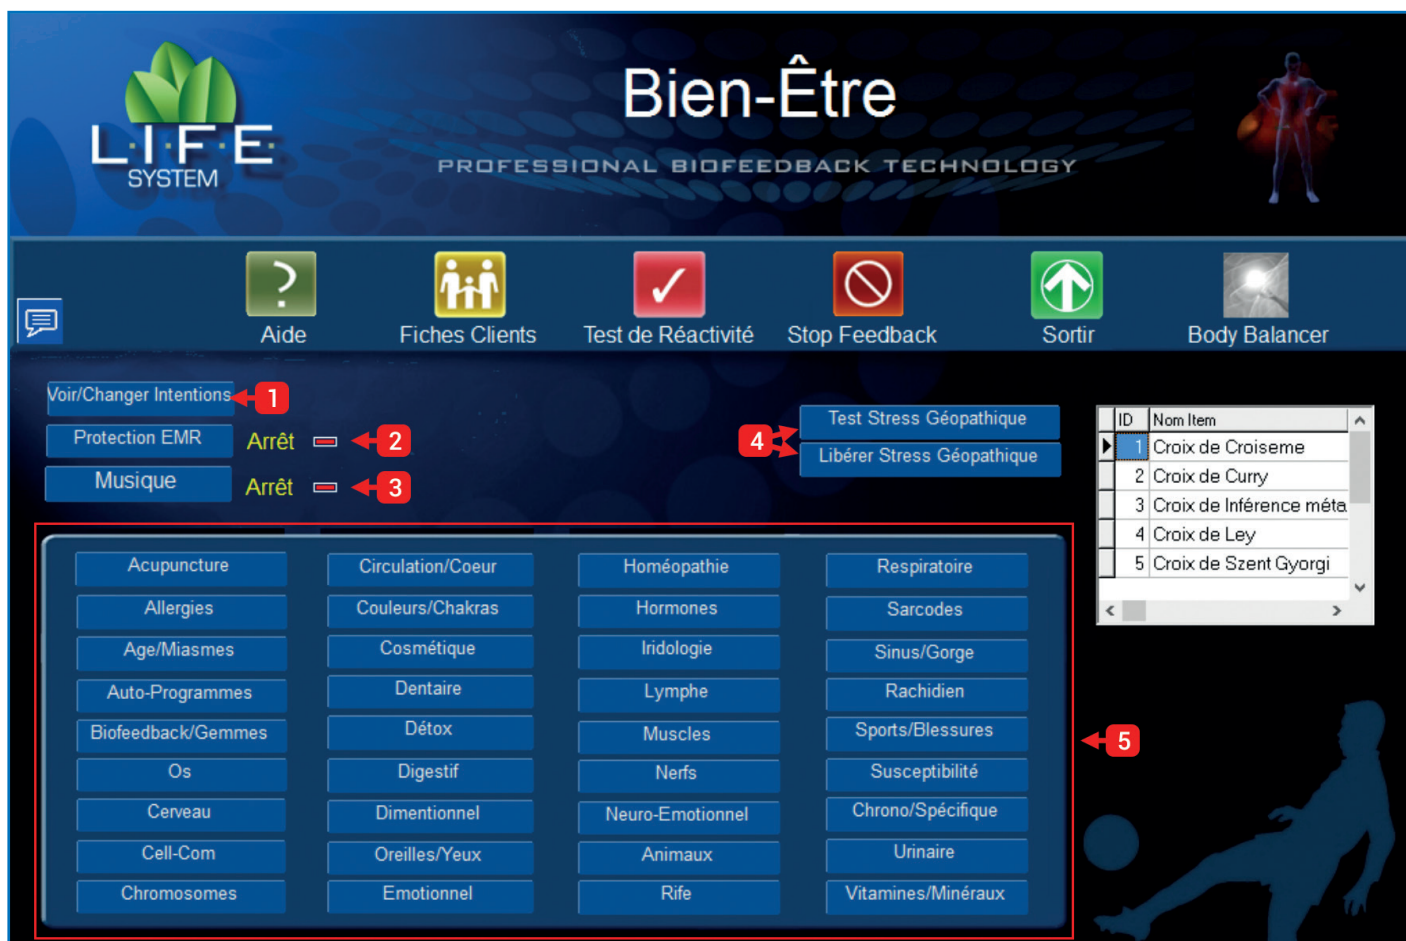 Bien-Être
L·I·F·E
SYSTEM
PROFESSIONAL BIOFEEDBACK TECHNOLOGY
?
Aide
Fiches Clients
Test de Réactivité
Stop Feedback
Sortir
Body Balancer
Voir/Changer Intentions
1
Protection EMR
Arrêt
2
Musique
Arrêt
3
4
Test Stress Géopathique
Libérer Stress Géopathique
ID Nom Item
1 Croix de Croiseme
2 Croix de Curry
3 Croix de Inférence méta
4 Croix de Ley
5 Croix de Szent Gyorgi
Acupuncture
Circulation/Coeur
Homéopathie
Respiratoire
Allergies
Couleurs/Chakras
Hormones
Sarcodes
Age/Miasmes
Cosmétique
Iridologie
Sinus/Gorge
Auto-Programmes
Dentaire
Lymphe
Rachidien
Biofeedback/Gemmes
Détox
Muscles
Sports/Blessures
5
Os
Digestif
Nerfs
Susceptibilité
Cerveau
Dimentionnel
Neuro-Emotionnel
Chrono/Spécifique
Cell-Com
Oreilles/Yeux
Animaux
Urinaire
Chromosomes
Emotionnel
Rife
Vitamines/Minéraux